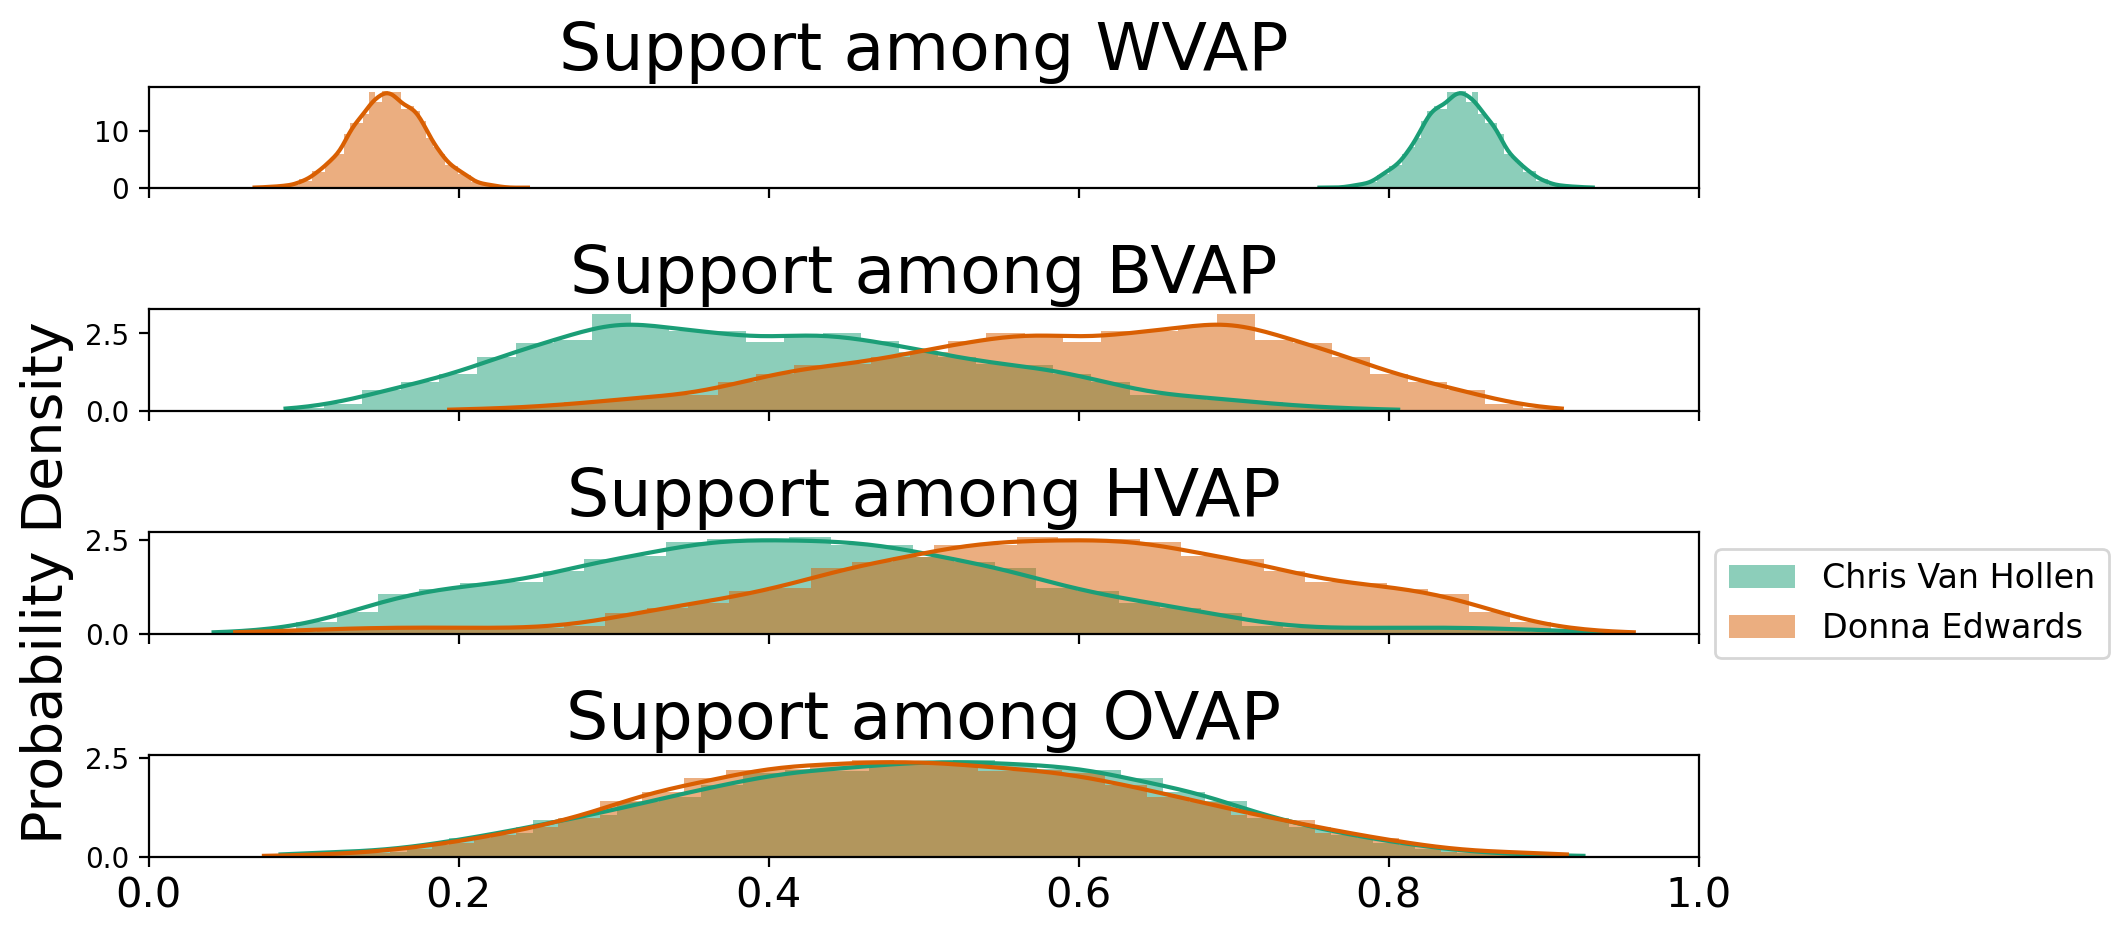 Support among WVAP
10
0
Support among BVAP
2.5
0.0
Support among HVAP
2.5
0.0
Support among OVAP
2.5
0.0
0.0 0.2 0.4 0.6 0.8 1.0
Probability Density
Chris Van Hollen
Donna Edwards